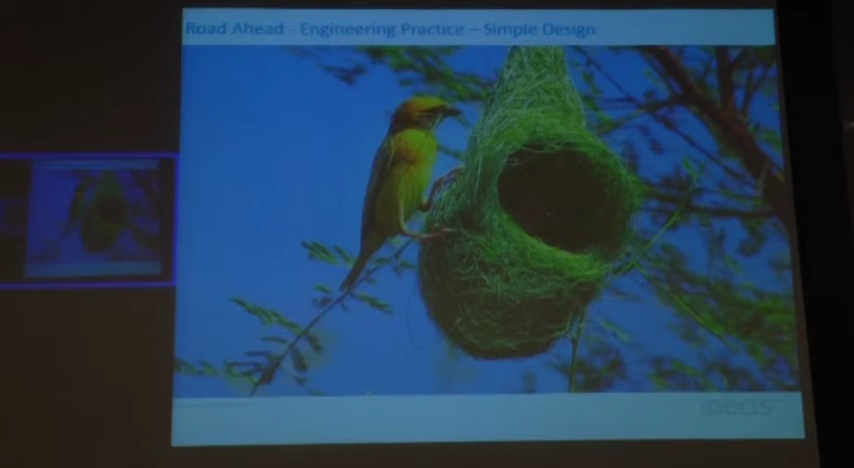 Road Ahead - Engineering Practice – Simple Design
ideas